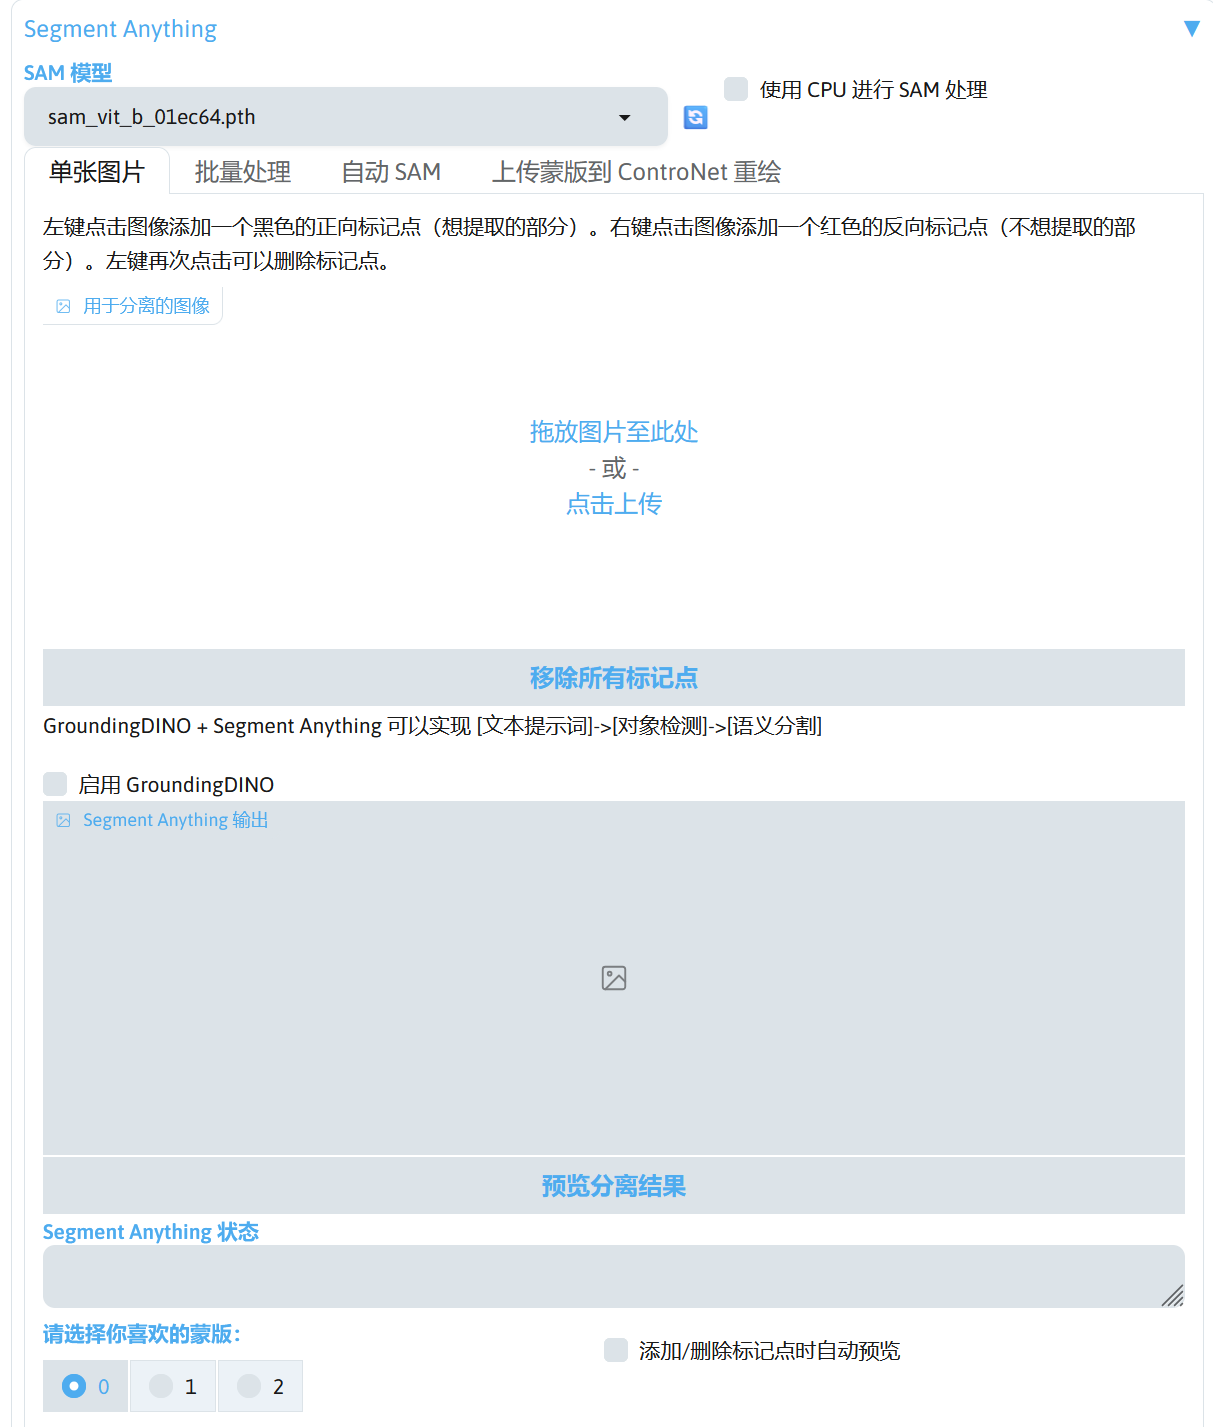 Segment Anything
SAM 模型
使用 CPU 进行 SAM 处理
sam_vit_b_01ec64.pth
单张图片 批量处理 自动 SAM 上传蒙版到 ControNet 重绘
左键点击图像添加一个黑色的正向标记点（想提取的部分）。右键点击图像添加一个红色的反向标记点（不想提取的部
分）。左键再次点击可以删除标记点。
用于分离的图像
拖放图片至此处
- 或 -
点击上传
移除所有标记点
GroundingDINO + Segment Anything 可以实现 [文本提示词]->[对象检测]->[语义分割]
启用 GroundingDINO
Segment Anything 输出
预览分离结果
Segment Anything 状态
请选择你喜欢的蒙版：
添加/删除标记点时自动预览
0 1 2